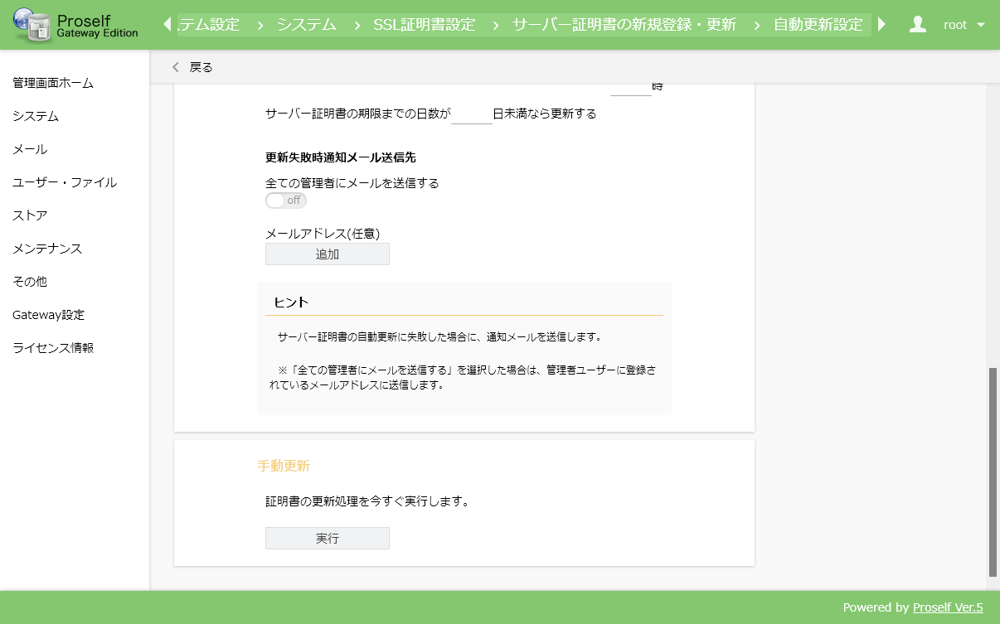 Proself
Gateway Edition
ステム設定 > システム > SSL証明書設定 > サーバー証明書の新規登録・更新 > 自動更新設定
root
戻る
管理画面ホーム
システム
メール
ユーザー・ファイル
ストア
メンテナンス
その他
Gateway設定
ライセンス情報
時
サーバー証明書の期限までの日数が 日未満なら更新する
更新失敗時通知メール送信先
全ての管理者にメールを送信する
off
メールアドレス(任意)
追加
ヒント
サーバー証明書の自動更新に失敗した場合に、通知メールを送信します。
※「全ての管理者にメールを送信する」を選択した場合は、管理者ユーザーに登録さ
れているメールアドレスに送信します。
手動更新
証明書の更新処理を今すぐ実行します。
実行
Powered by Proself Ver.5